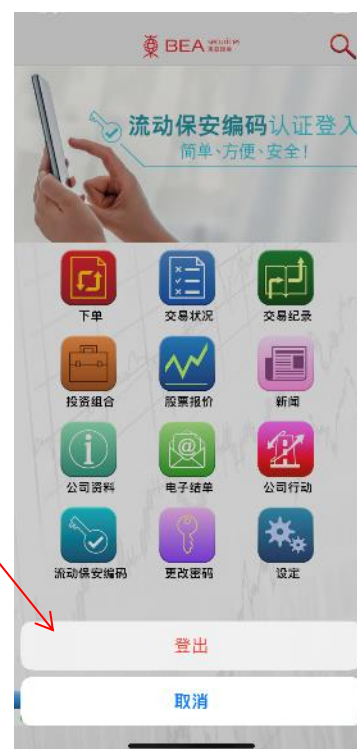 BEA
流动保安编码认证登入
简单、方便、安全!
下单
交易状况
交易纪录
投资组合
股票报价
新闻
公司资料
电子结单
公司行动
流动保安编码
更改密码
设定
登出
取消